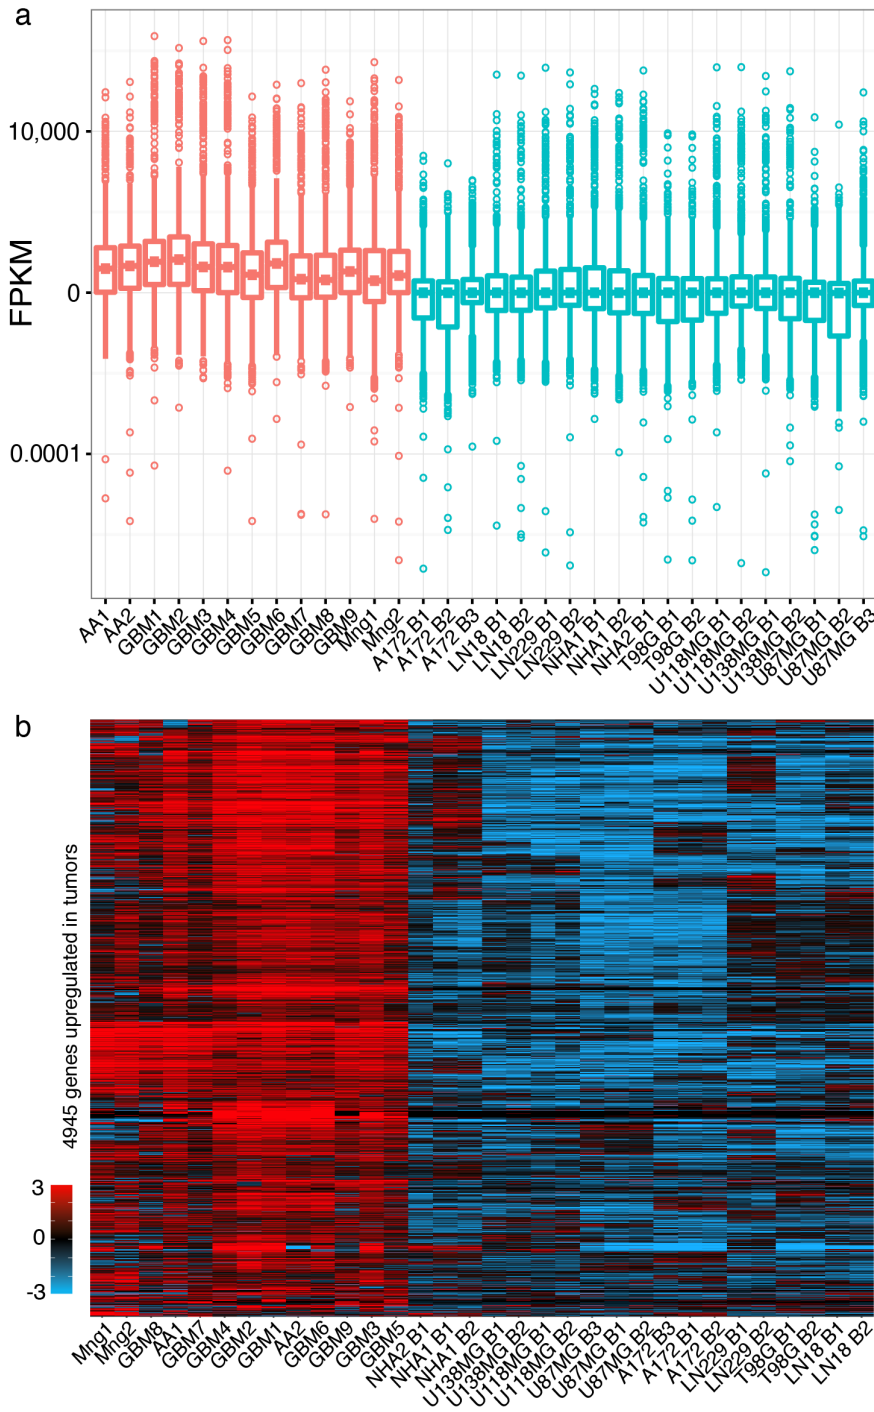 a
FPKM
10,000
0
0.0001
AA1
AA2
GBM1
GBM2
GBM3
GBM4
GBM5
GBM6
GBM7
GBM8
GBM9
Mng1
Mng2
A172 B1
A172 B2
A172 B3
LN18 B1
LN18 B2
LN229 B1
LN229 B2
NHA1 B1
NHA1 B2
NHA2 B1
T98G B1
T98G B2
U118MG B1
U118MG B2
U138MG B1
U138MG B2
U87MG B1
U87MG B2
U87MG B3
b
4945 genes upregulated in tumors
3
0
-3
Mng1
Mng2
GBM8
AA1
GBM7
GBM4
GBM2
GBM1
AA2
GBM6
GBM9
GBM3
GBM5
NHA2 B1
NHA1 B1
NHA1 B2
U138MG B1
U138MG B2
U118MG B1
U118MG B2
U87MG B3
U87MG B1
U87MG B2
A172 B3
A172 B1
A172 B2
LN229 B1
LN229 B2
T98G B1
T98G B2
LN18 B1
LN18 B2